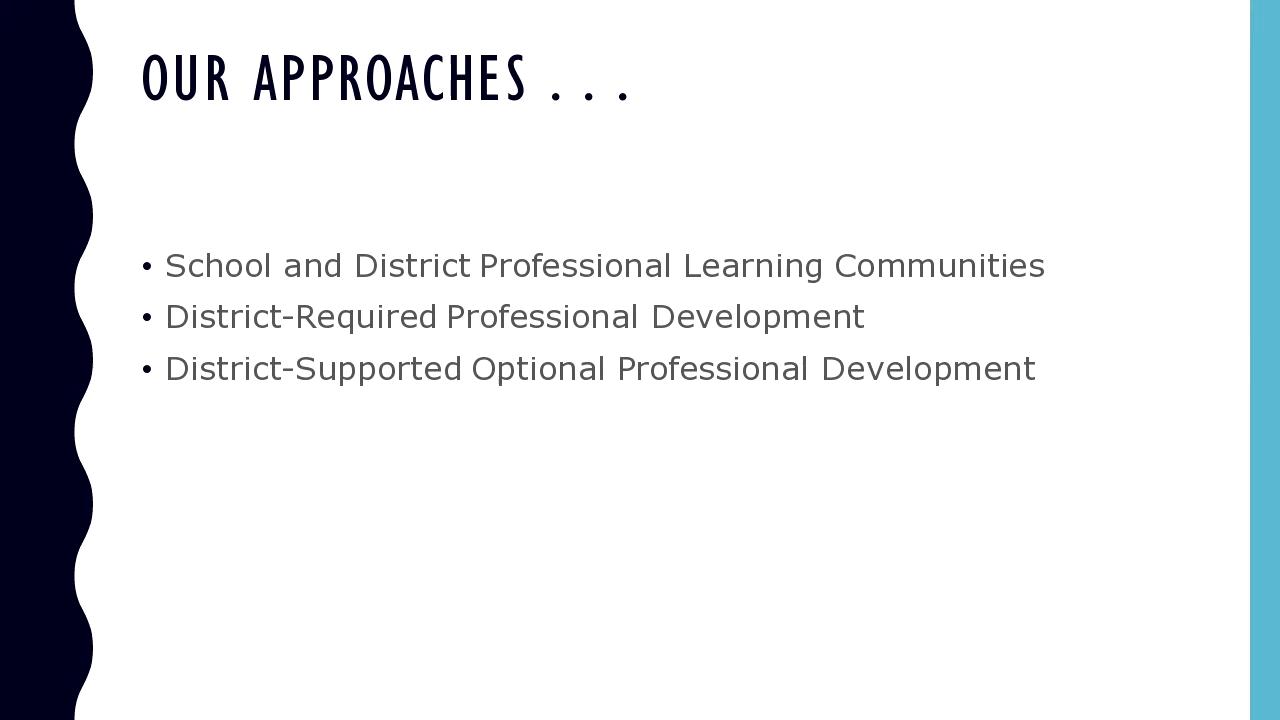 OUR APPROACHES . . .
• School and District Professional Learning Communities
• District-Required Professional Development
• District-Supported Optional Professional Development